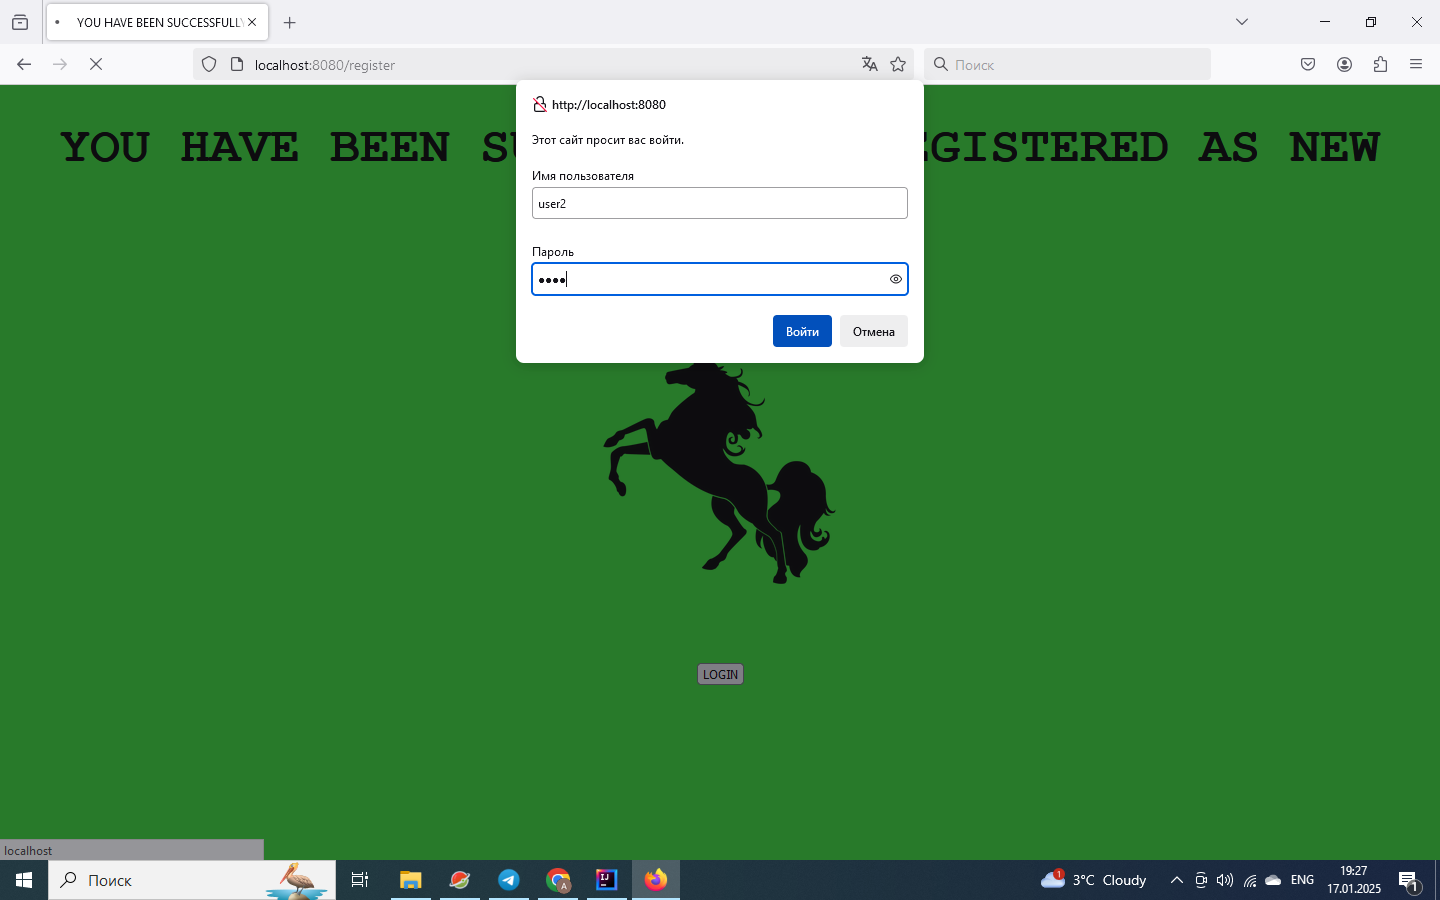 YOU HAVE BEEN SUCCESSFULLY
localhost:8080/register
Поиск
http://localhost:8080
Этот сайт просит вас войти.
Имя пользователя
user2
Пароль
Войти
Отмена
YOU HAVE BEEN SU
GISTERED AS NEW
LOGIN
localhost
Поиск
A
IJ
1
3°C Cloudy
ENG
19:27
17.01.2025
1